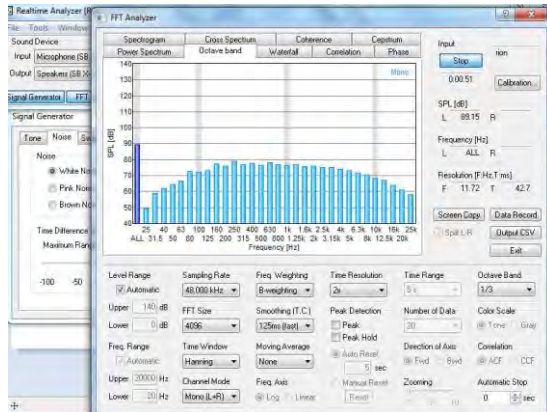 Realtime Analyzer [R
FFT Analyzer
File Tools Window
Sound Device
Input Microphone (SB
Output Speakers (SB X-
Signal Generator FFT
Signal Generator
Tone Noise Sw
Noise
White No
Pink Nois
Brown No
Time Difference
Maximum Rang
-100 -50
Spectrogram Cross Spectrum Coherence Cepstrum
Power Spectrum Octave band Waterfall Correlation Phase
Mono
SPL [dB]
140
130
120
110
100
90
80
70
60
50
40
25 40 63 100 160 250 400 630 1k 1.6k 2.5k 4k 6.3k 10k 16k 25k
ALL 31.5 50 80 125 200 315 500 800 1.25k 2k 3.15k 5k 8k 12.5k 20k
Frequency [Hz]
Input
rion
Stop
0:00:51 Calibration...
SPL [dB]
L 89.15 R
Frequency [Hz]
L ALL R
Resolution [F:Hz,T:ms]
F 11.72 T 42.7
Screen Copy Data Record
Split L-R Output CSV
Exit
Level Range Sampling Rate Freq. Weighting Time Resolution Time Range Octave Band
Automatic 48.000 kHz B-weighting 2x 5 s 1/3
Upper 140 dB FFT Size Smoothing (T.C.) Peak Detection Number of Data Color Scale
Lower 0 dB 4096 125ms (fast) Peak 20 Tone Gray
Peak Hold
Freq. Range Time Window Moving Average Auto Reset Direction of Axis Correlation
Automatic Hanning None 5 sec Fwd Bwd ACF CCF
Upper 20000 Hz Channel Mode Freq. Axis Manual Reset Zooming Automatic Stop
Lower 20 Hz Mono (L+R) Log Linear Reset 0 sec